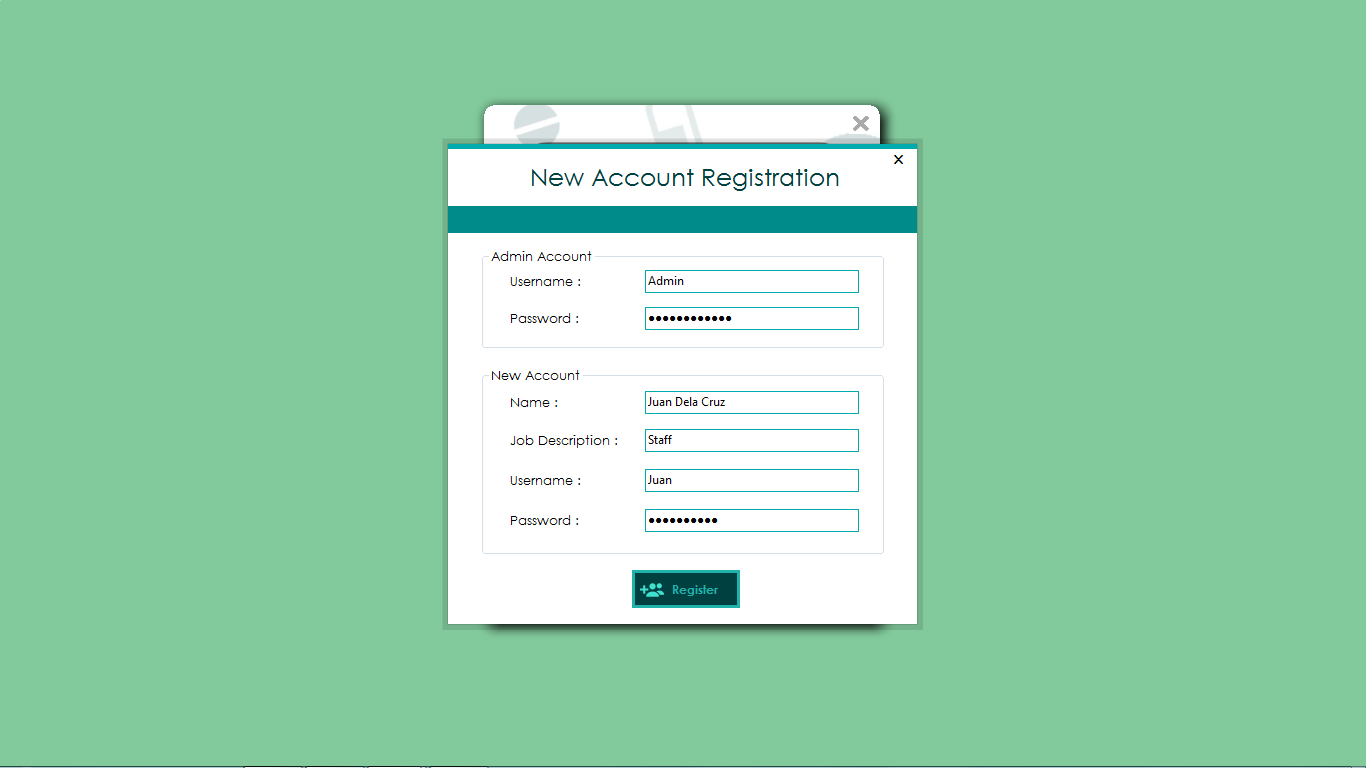 New Account Registration
Admin Account
Username : Admin
Password : ••••••••••••
New Account
Name : Juan Dela Cruz
Job Description : Staff
Username : Juan
Password : ••••••••••
Register